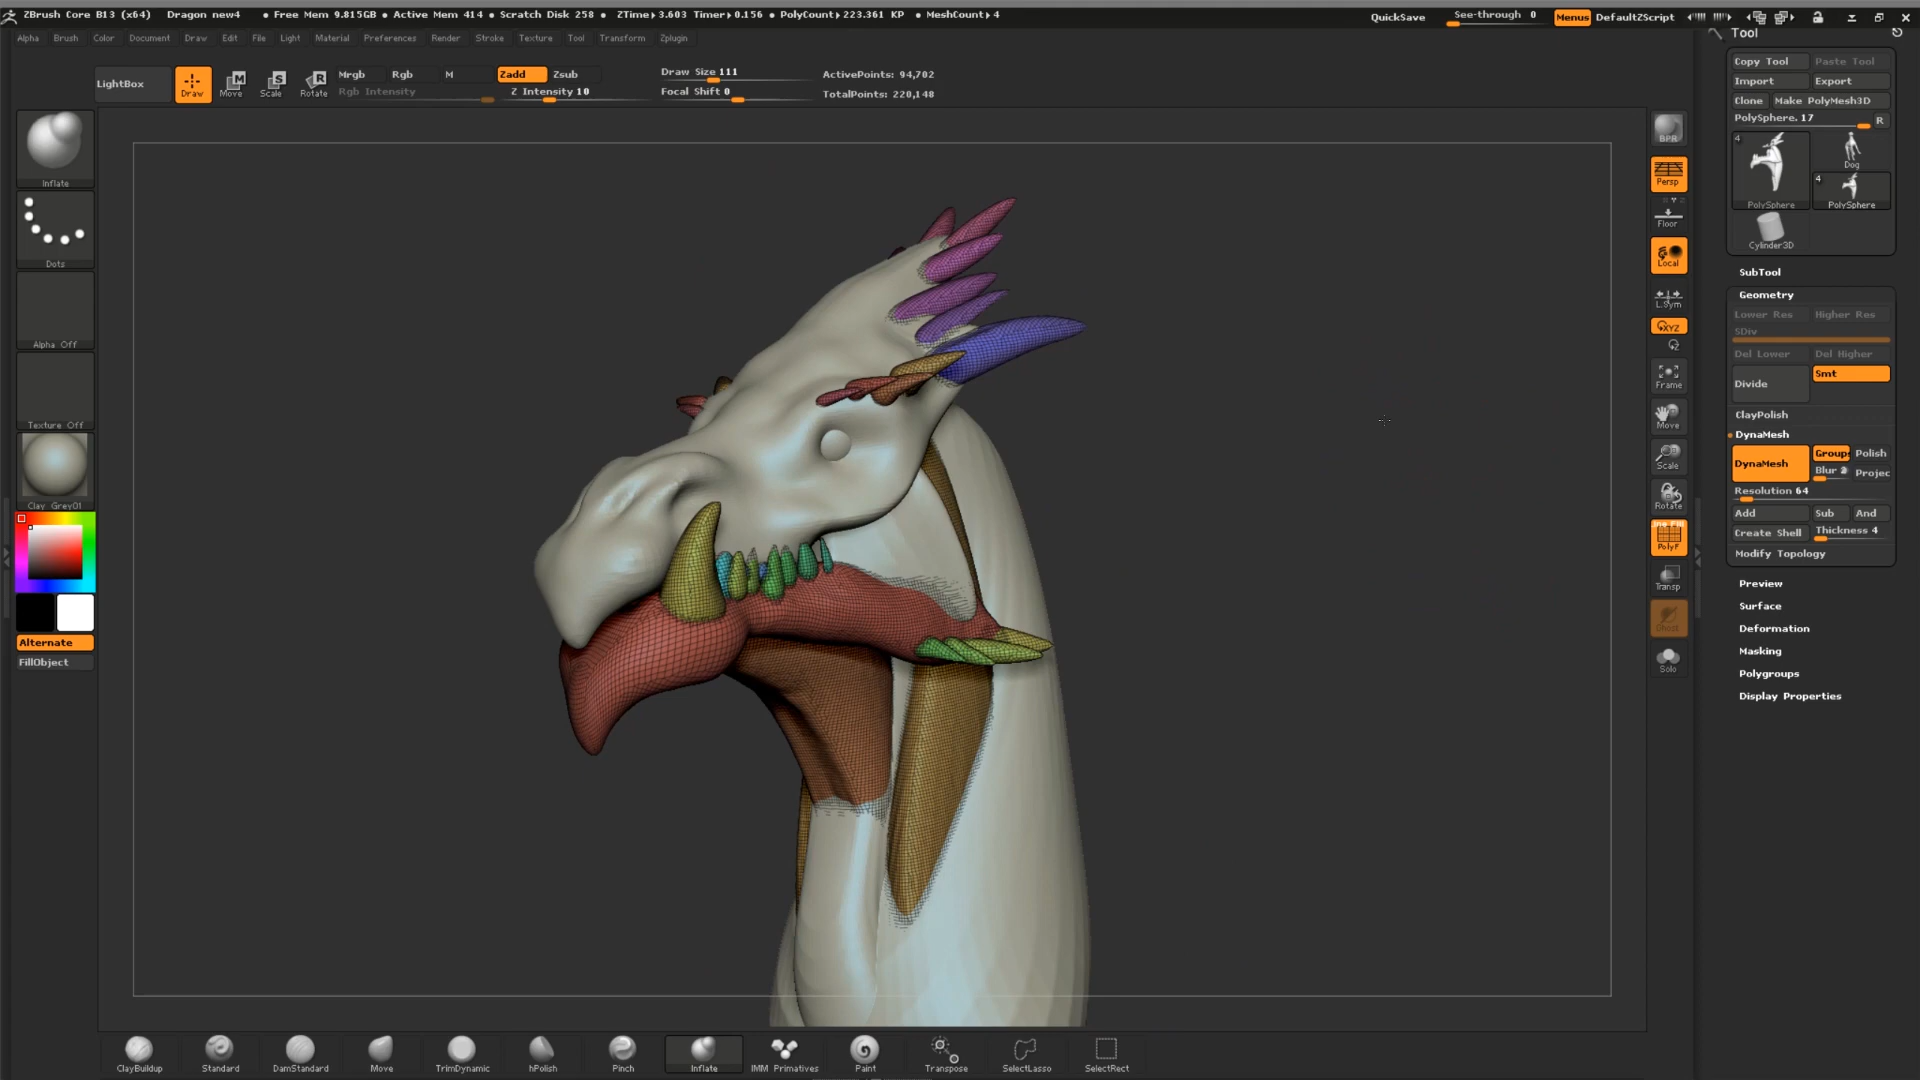 ZBrush Core B13 (x64) Dragon new4 • Free Mem 9.815GB • Active Mem 414 • Scratch Disk 258 • ZTime▸3.603 Timer▸0.156 • PolyCount▸223.361 KP • MeshCount▸4 QuickSave See-through 0 Menus DefaultZScript
Alpha Brush Color Document Draw Edit File Light Material Preferences Render Stroke Texture Tool Transform Zplugin
LightBox
Draw
Move
Scale
Rotate
Mrgb Rgb M
Rgb Intensity
Zadd Zsub
Z Intensity 10
Draw Size 111
Focal Shift 0
ActivePoints: 94,702
TotalPoints: 220,148
Inflate
Dots
Alpha Off
Texture Off
Clay_Grey01
Alternate
FillObject
BPR
Persp
Floor
Local
L.Sym
XYZ
Frame
Move
Scale
Rotate
PolyF
Transp
Ghost
Solo
Tool
Copy Tool Paste Tool
Import Export
Clone Make PolyMesh3D
PolySphere. 17 R
4
PolySphere
Dog
4
PolySphere
Cylinder3D
SubTool
Geometry
Lower Res Higher Res
SDiv
Del Lower Del Higher
Divide Smt
ClayPolish
DynaMesh
DynaMesh
Groups Polish
Blur 2 Projec
Resolution 64
Add Sub And
Create Shell Thickness 4
Modify Topology
Preview
Surface
Deformation
Masking
Polygroups
Display Properties
ClayBuildup Standard DamStandard Move TrimDynamic hPolish Pinch Inflate IMM Primitives Paint Transpose SelectLasso SelectRect